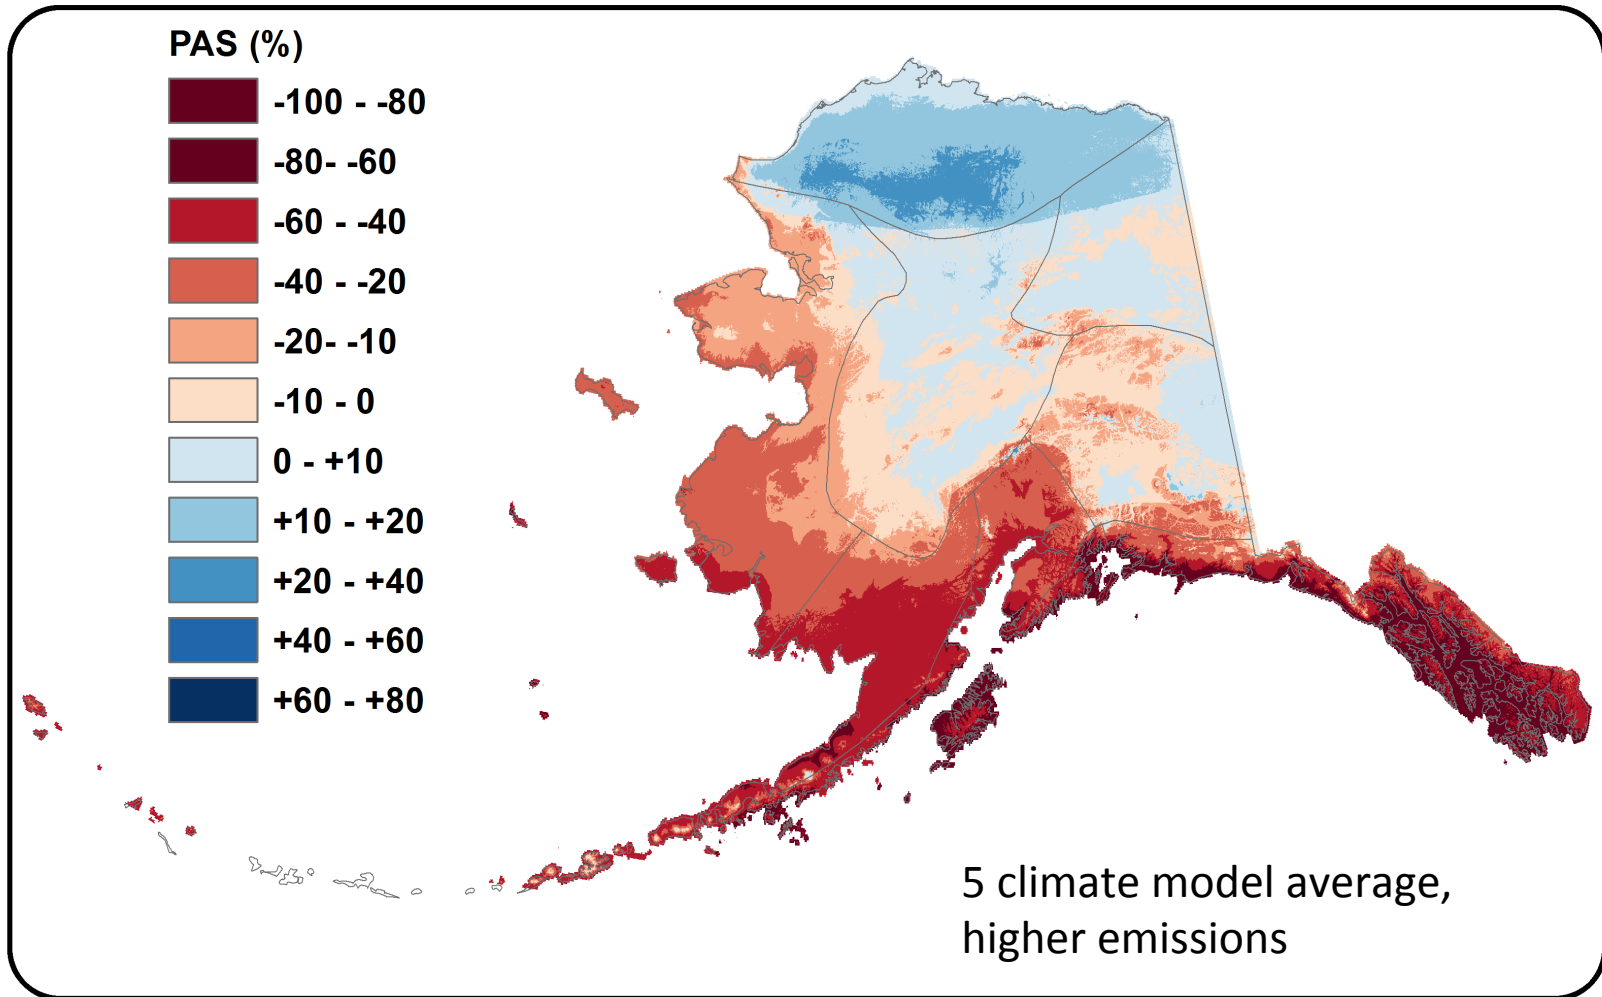 PAS (%)
-100 - -80
-80- -60
-60 - -40
-40 - -20
-20- -10
-10 - 0
0 - +10
+10 - +20
+20 - +40
+40 - +60
+60 - +80
5 climate model average,
higher emissions